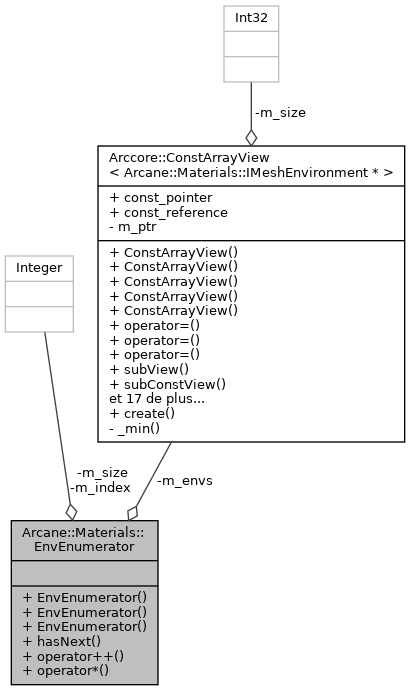 Int32
-m_size
Arccore::ConstArrayView
< Arcane::Materials::IMeshEnvironment * >
+ const_pointer
+ const_reference
- m_ptr
+ ConstArrayView()
+ ConstArrayView()
+ ConstArrayView()
+ ConstArrayView()
+ ConstArrayView()
+ operator=()
+ operator=()
+ operator=()
+ subView()
+ subConstView()
et 17 de plus...
+ create()
- _min()
Integer
-m_size
-m_index
-m_envs
Arcane::Materials::
EnvEnumerator
+ EnvEnumerator()
+ EnvEnumerator()
+ EnvEnumerator()
+ hasNext()
+ operator++()
+ operator*()